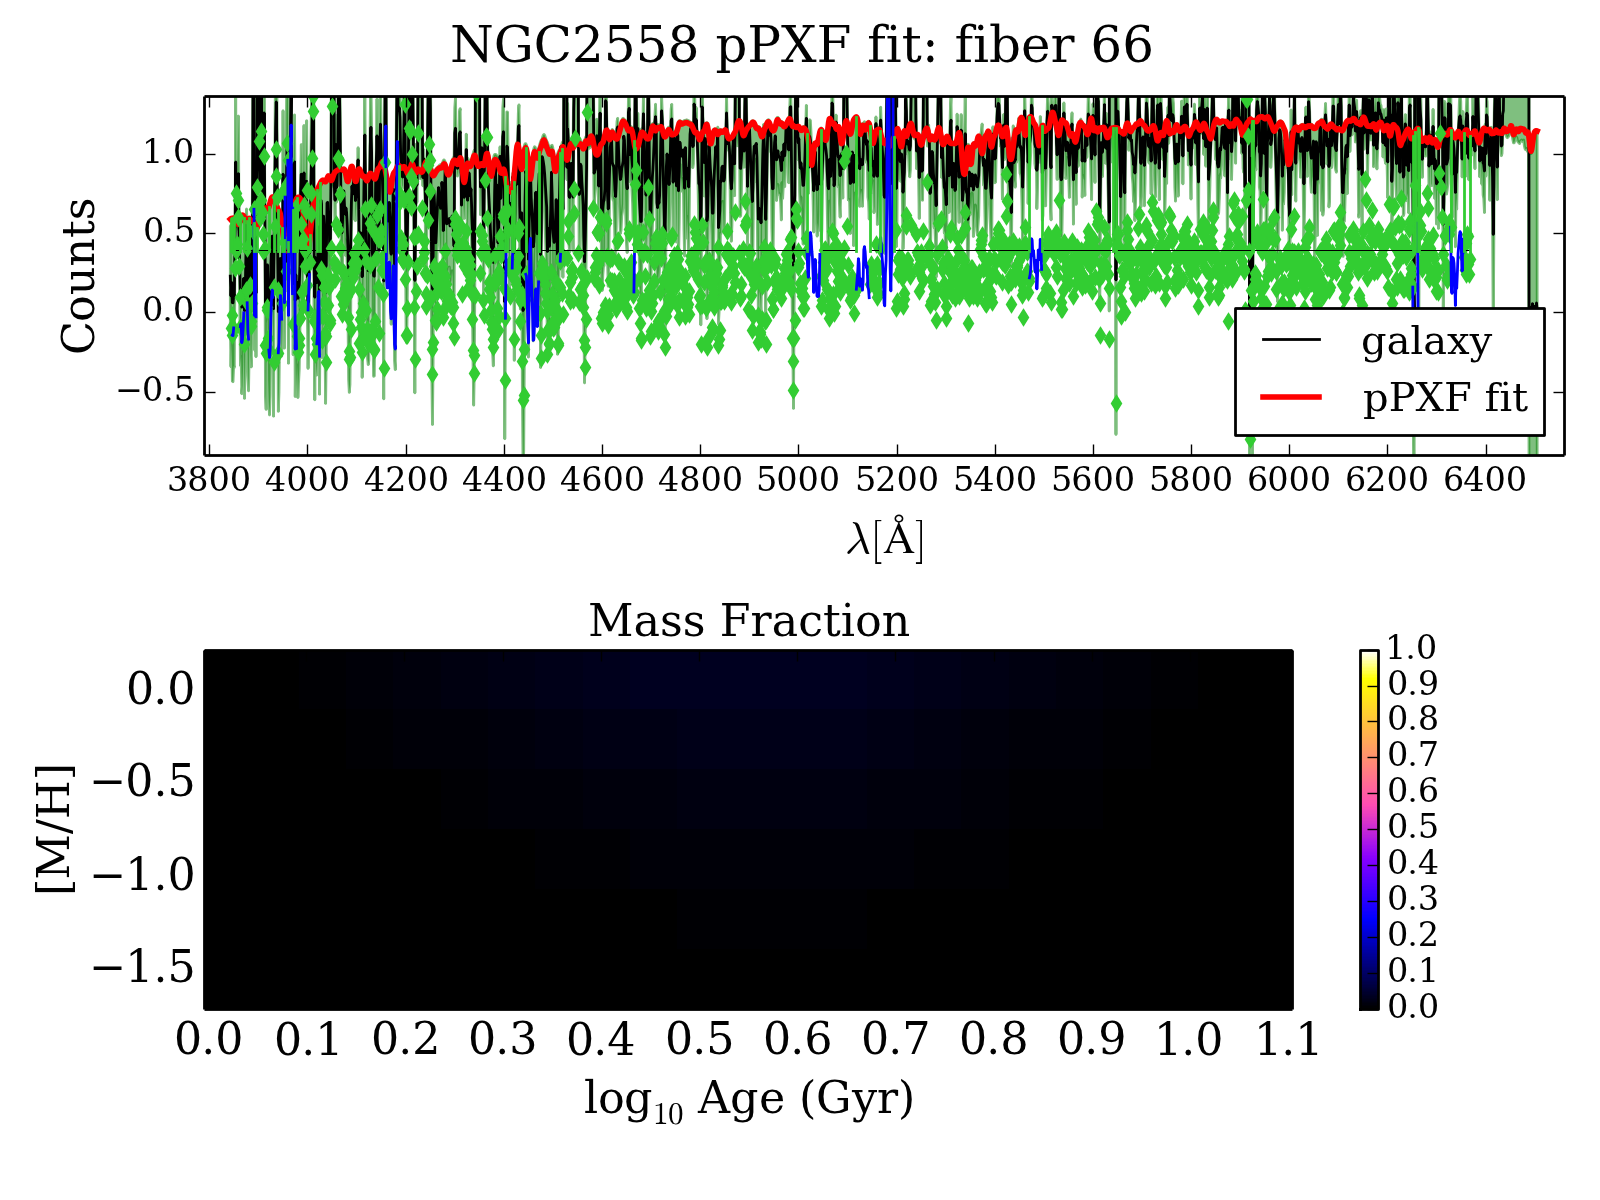 NGC2558 pPXF fit: fiber 66
Counts
1.0
0.5
0.0
−0.5
galaxy
pPXF fit
3800 4000 4200 4400 4600 4800 5000 5200 5400 5600 5800 6000 6200 6400
λ[Å]
Mass Fraction
[M/H]
0.0
−0.5
−1.0
−1.5
0.0 0.1 0.2 0.3 0.4 0.5 0.6 0.7 0.8 0.9 1.0 1.1
log₁₀ Age (Gyr)
1.0
0.9
0.8
0.7
0.6
0.5
0.4
0.3
0.2
0.1
0.0